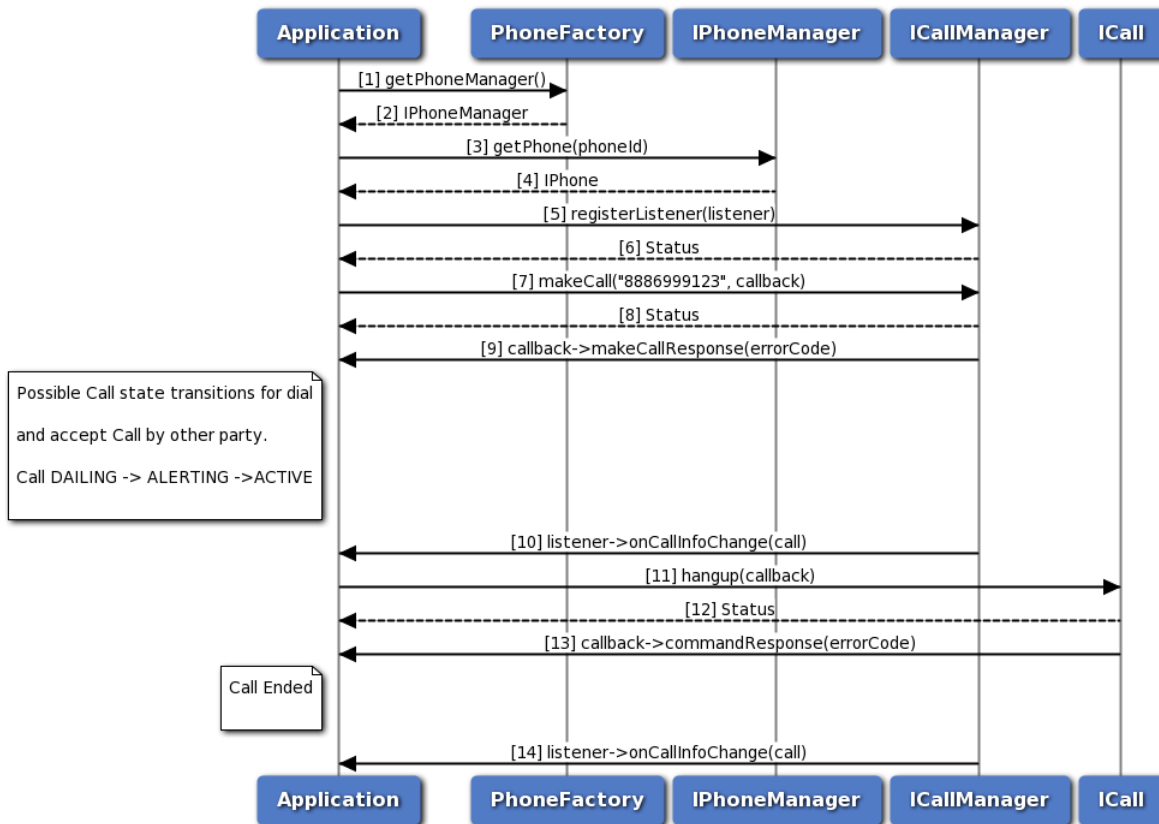 Application PhoneFactory IPhoneManager ICallManager ICall
[1] getPhoneManager()
[2] IPhoneManager
[3] getPhone(phoneId)
[4] IPhone
[5] registerListener(listener)
[6] Status
[7] makeCall("8886999123", callback)
[8] Status
[9] callback->makeCallResponse(errorCode)
Possible Call state transitions for dial
and accept Call by other party.
Call DAILING -> ALERTING ->ACTIVE
[10] listener->onCallInfoChange(call)
[11] hangup(callback)
[12] Status
[13] callback->commandResponse(errorCode)
Call Ended
[14] listener->onCallInfoChange(call)
Application PhoneFactory IPhoneManager ICallManager ICall